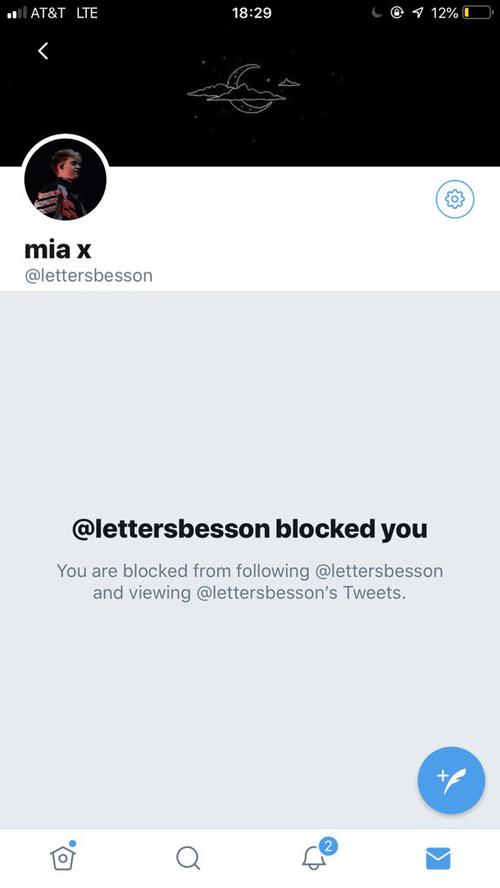 AT&T LTE 18:29 12%
mia x
@lettersbesson
@lettersbesson blocked you
You are blocked from following @lettersbesson
and viewing @lettersbesson’s Tweets.
2